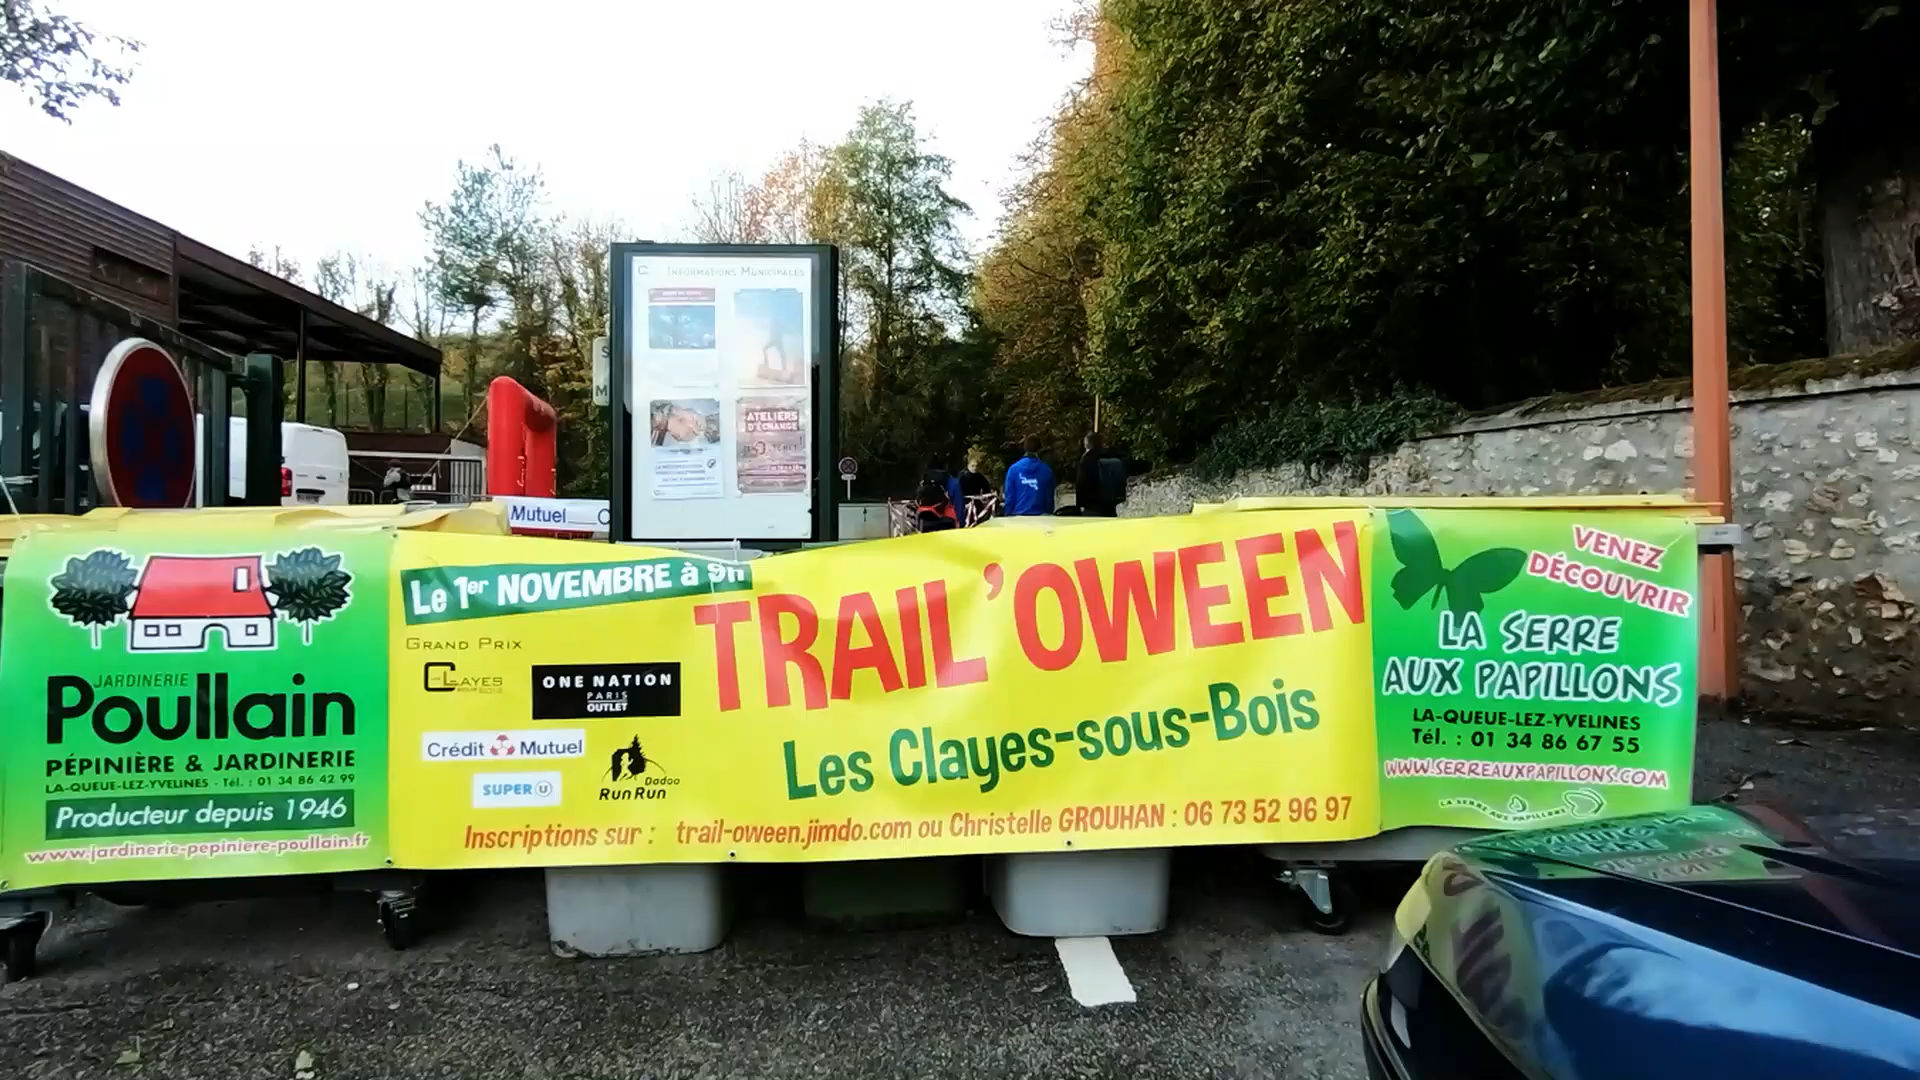 INFORMATIONS MUNICIPALES
ATELIERS
D'ÉCHANGE
S
M
Mutuel
JARDINERIE
Poullain
PÉPINIÈRE & JARDINERIE
LA-QUEUE-LEZ-YVELINES - Tél. : 01 34 86 42 99
Producteur depuis 1946
www.jardinerie-pepiniere-poullain.fr
Le 1er NOVEMBRE à 9h
GRAND PRIX
CLAYES
ONE NATION
PARIS
OUTLET
Crédit Mutuel
SUPER U
Dadoo
Run Run
TRAIL'OWEEN
Les Clayes-sous-Bois
Inscriptions sur : trail-oween.jimdo.com ou Christelle GROUHAN : 06 73 52 96 97
VENEZ
DÉCOUVRIR
LA SERRE
AUX PAPILLONS
LA-QUEUE-LEZ-YVELINES
Tél. : 01 34 86 67 55
WWW.SERREAUXPAPILLONS.COM
LA SERRE AUX PAPILLONS